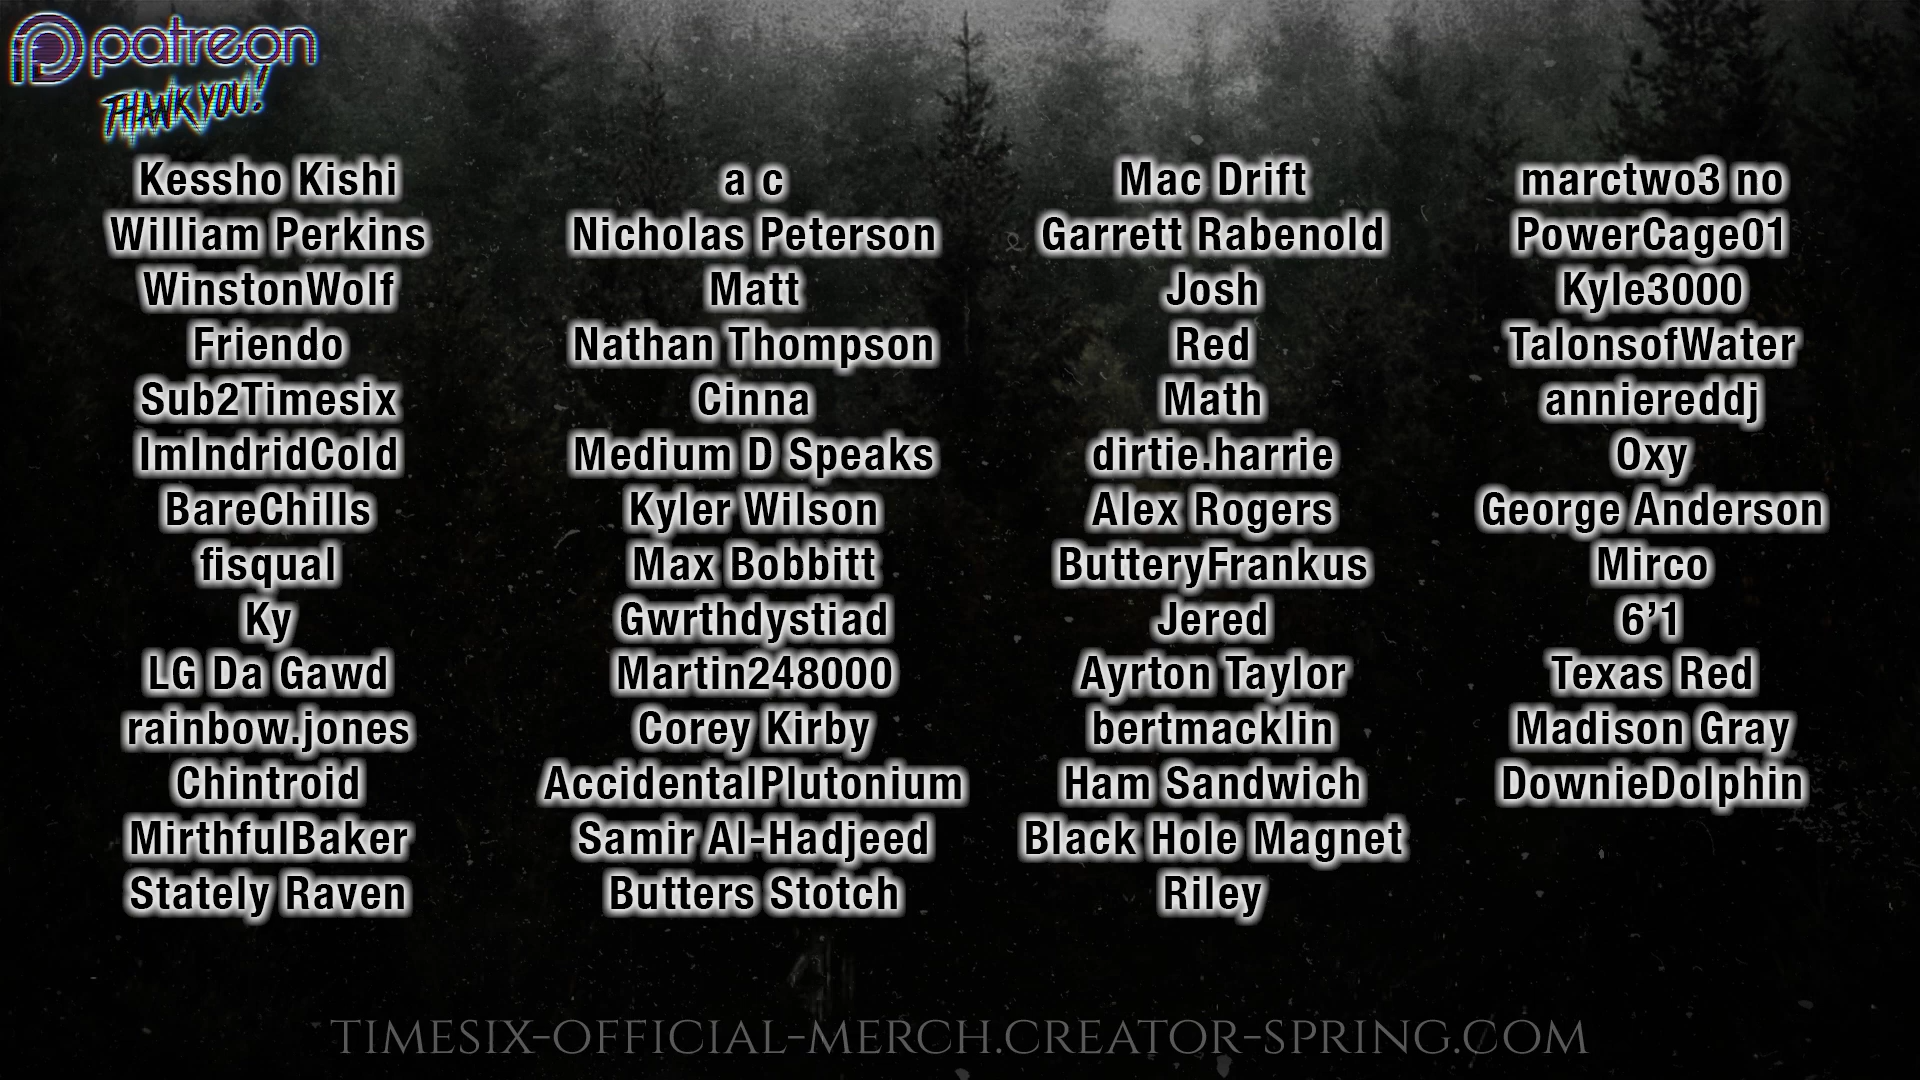 patreon
THANK YOU!
Kessho Kishi
William Perkins
WinstonWolf
Friendo
Sub2Timesix
ImIndridCold
BareChills
fisqual
Ky
LG Da Gawd
rainbow.jones
Chintroid
MirthfulBaker
Stately Raven
a c
Nicholas Peterson
Matt
Nathan Thompson
Cinna
Medium D Speaks
Kyler Wilson
Max Bobbitt
Gwrthdystiad
Martin248000
Corey Kirby
AccidentalPlutonium
Samir Al-Hadjeed
Butters Stotch
Mac Drift
Garrett Rabenold
Josh
Red
Math
dirtie.harrie
Alex Rogers
ButteryFrankus
Jered
Ayrton Taylor
bertmacklin
Ham Sandwich
Black Hole Magnet
Riley
marctwo3 no
PowerCage01
Kyle3000
TalonsofWater
anniereddj
Oxy
George Anderson
Mirco
6’1
Texas Red
Madison Gray
DownieDolphin
TIMESIX-OFFICIAL-MERCH.CREATOR-SPRING.COM